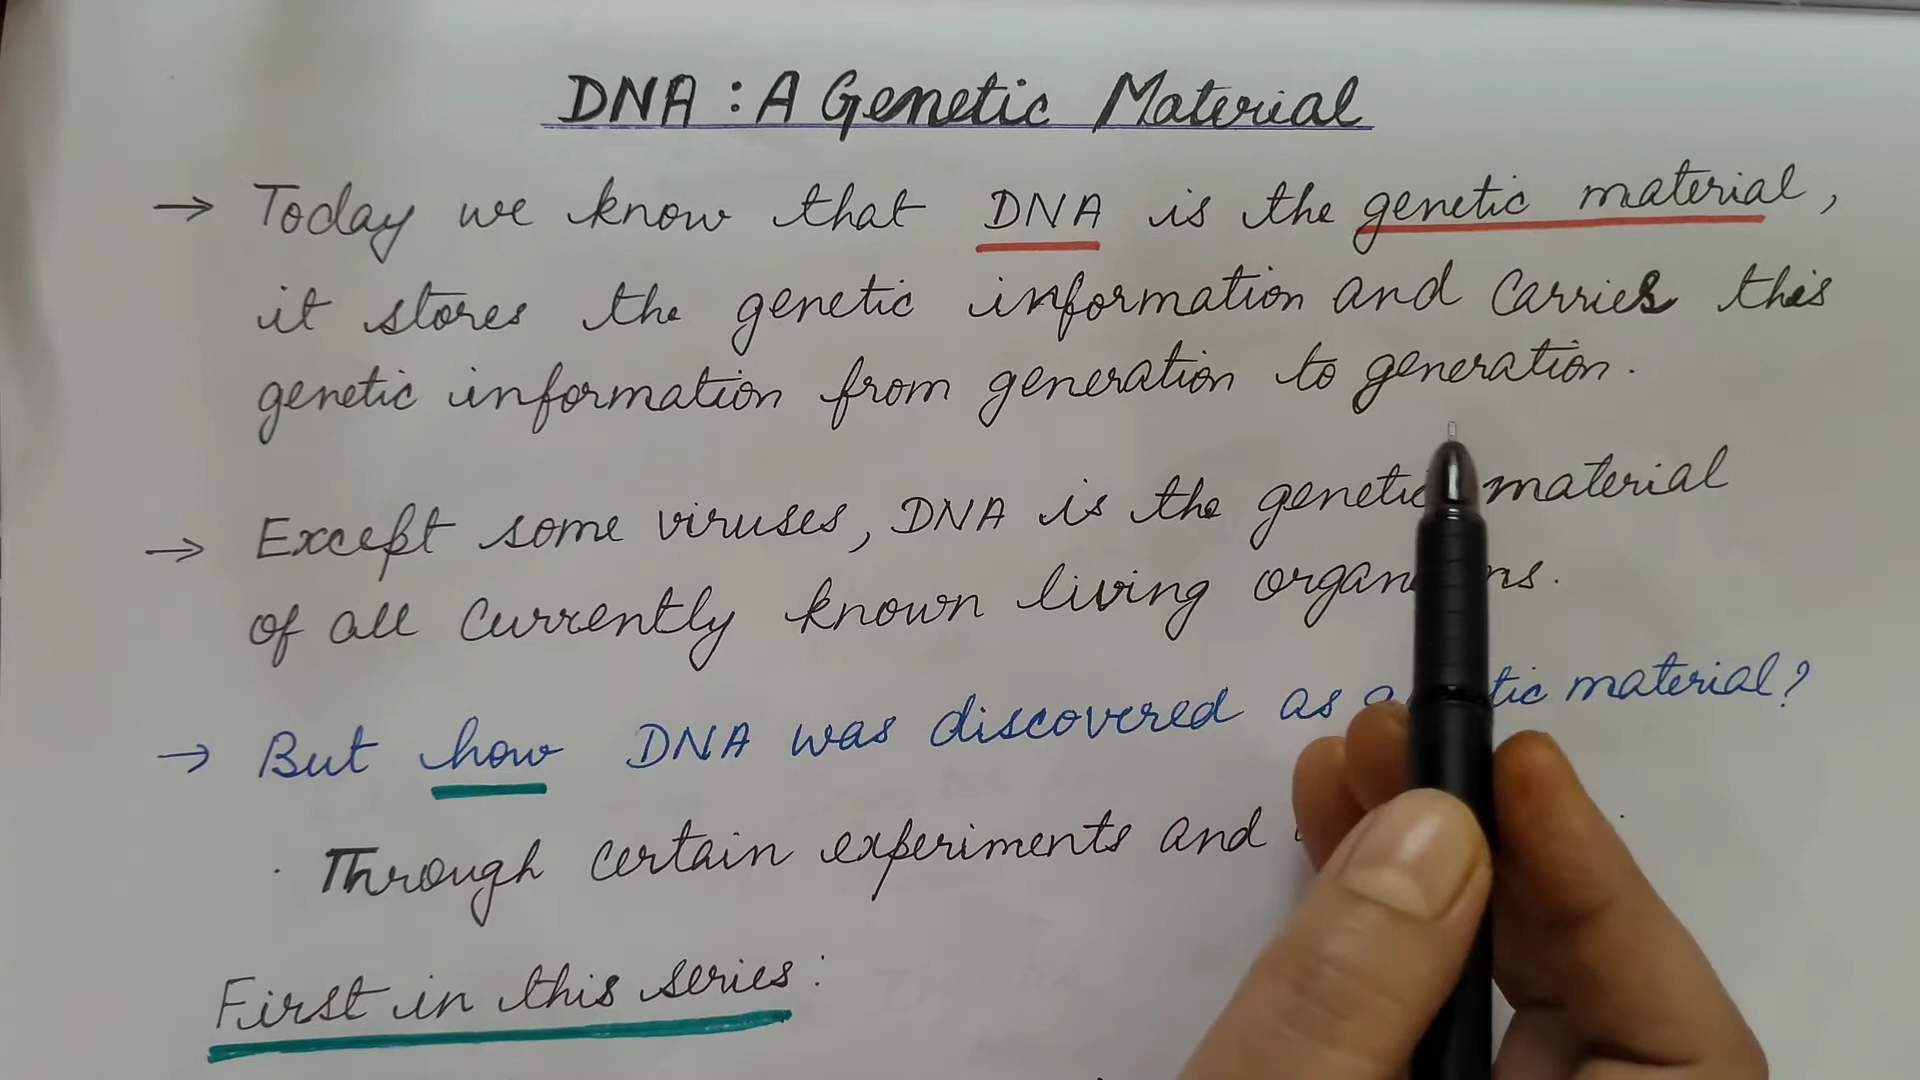 DNA : A Genetic Material
→ Today we know that DNA is the genetic material,
it stores the genetic information and carries this
genetic information from generation to generation.
→ Except some viruses, DNA is the genetic material
of all currently known living
→ But how DNA was discovered as material?
Through certain experiments and
First in this series :